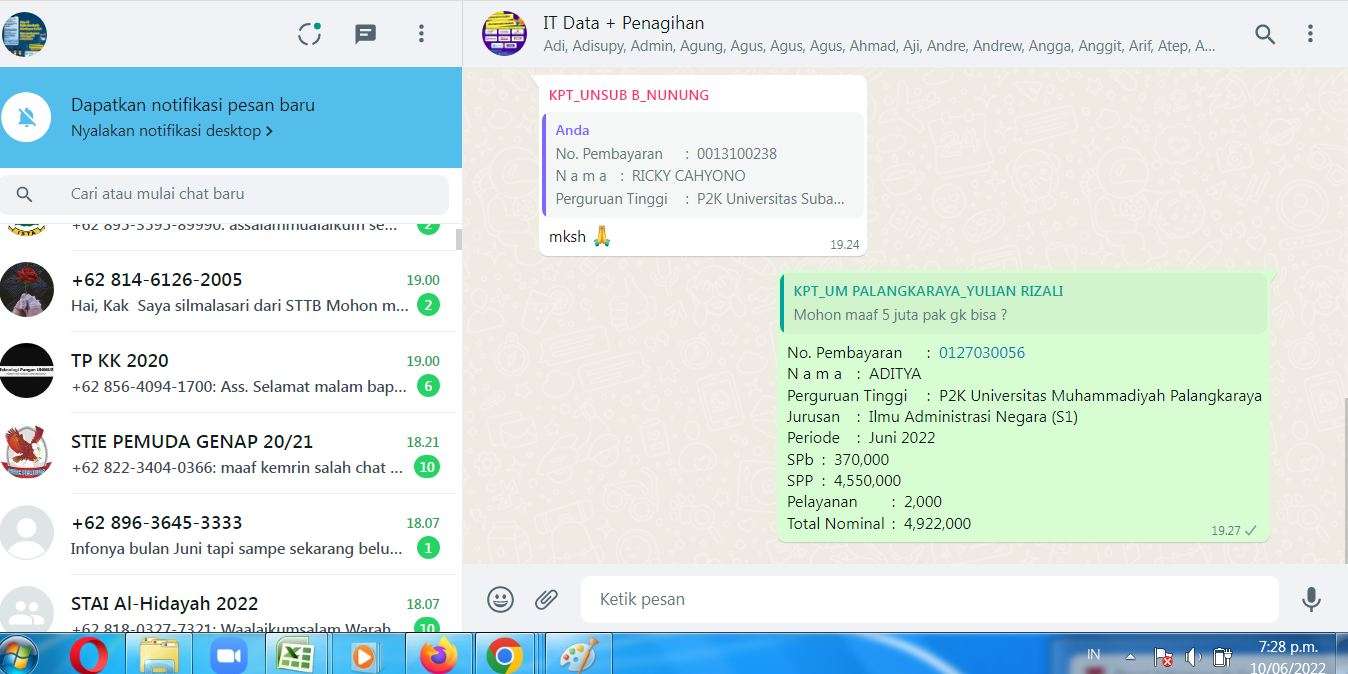 IT Data + Penagihan
Adi, Adisupy, Admin, Agung, Agus, Agus, Agus, Ahmad, Aji, Andre, Andrew, Angga, Anggit, Arif, Atep, A...
Dapatkan notifikasi pesan baru
Nyalakan notifikasi desktop >
Cari atau mulai chat baru
+62 895-3595-89990: assalammualaikum se...
2
+62 814-6126-2005
19.00
Hai, Kak Saya silmalasari dari STTB Mohon m...
2
TP KK 2020
19.00
+62 856-4094-1700: Ass. Selamat malam bap...
6
STIE PEMUDA GENAP 20/21
18.21
+62 822-3404-0366: maaf kemrin salah chat ...
10
+62 896-3645-3333
18.07
Infonya bulan Juni tapi sampe sekarang belu...
1
STAI Al-Hidayah 2022
18.07
+62 818-0327-7321: Waalaikumsalam Warah
10
KPT_UNSUB B_NUNUNG
Anda
No. Pembayaran : 0013100238
N a m a : RICKY CAHYONO
Perguruan Tinggi : P2K Universitas Suba...
mksh 🙏
19.24
KPT_UM PALANGKARAYA_YULIAN RIZALI
Mohon maaf 5 juta pak gk bisa ?
No. Pembayaran : 0127030056
N a m a : ADITYA
Perguruan Tinggi : P2K Universitas Muhammadiyah Palangkaraya
Jurusan : Ilmu Administrasi Negara (S1)
Periode : Juni 2022
SPb : 370,000
SPP : 4,550,000
Pelayanan : 2,000
Total Nominal : 4,922,000
19.27
Ketik pesan
IN
7:28 p.m.
10/06/2022